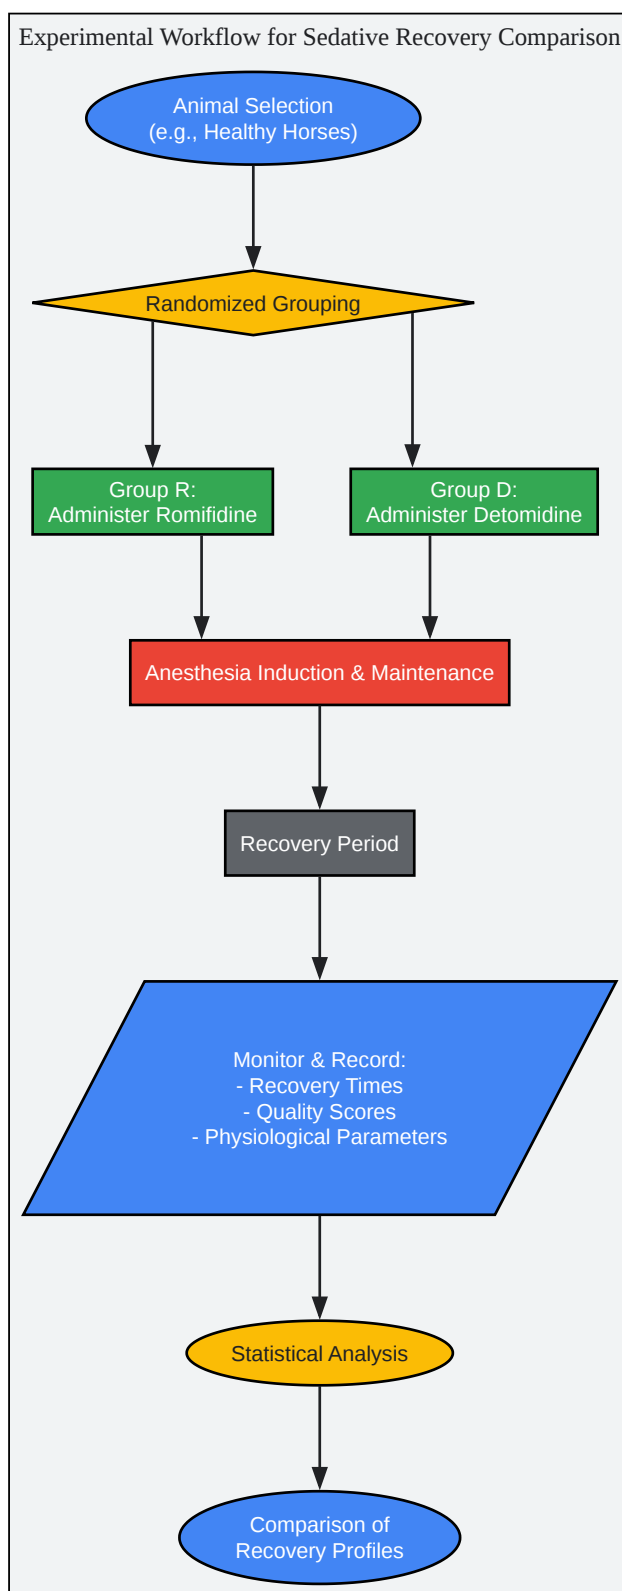 Experimental Workflow for Sedative Recovery Comparison
Animal Selection
(e.g., Healthy Horses)
Randomized Grouping
Group R:
Administer Romifidine
Group D:
Administer Detomidine
Anesthesia Induction & Maintenance
Recovery Period
Monitor & Record:
- Recovery Times
- Quality Scores
- Physiological Parameters
Statistical Analysis
Comparison of
Recovery Profiles